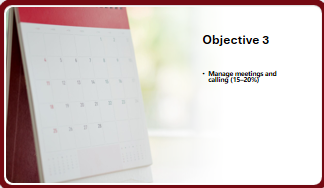 Objective 3
• Manage meetings and
calling (15–20%)